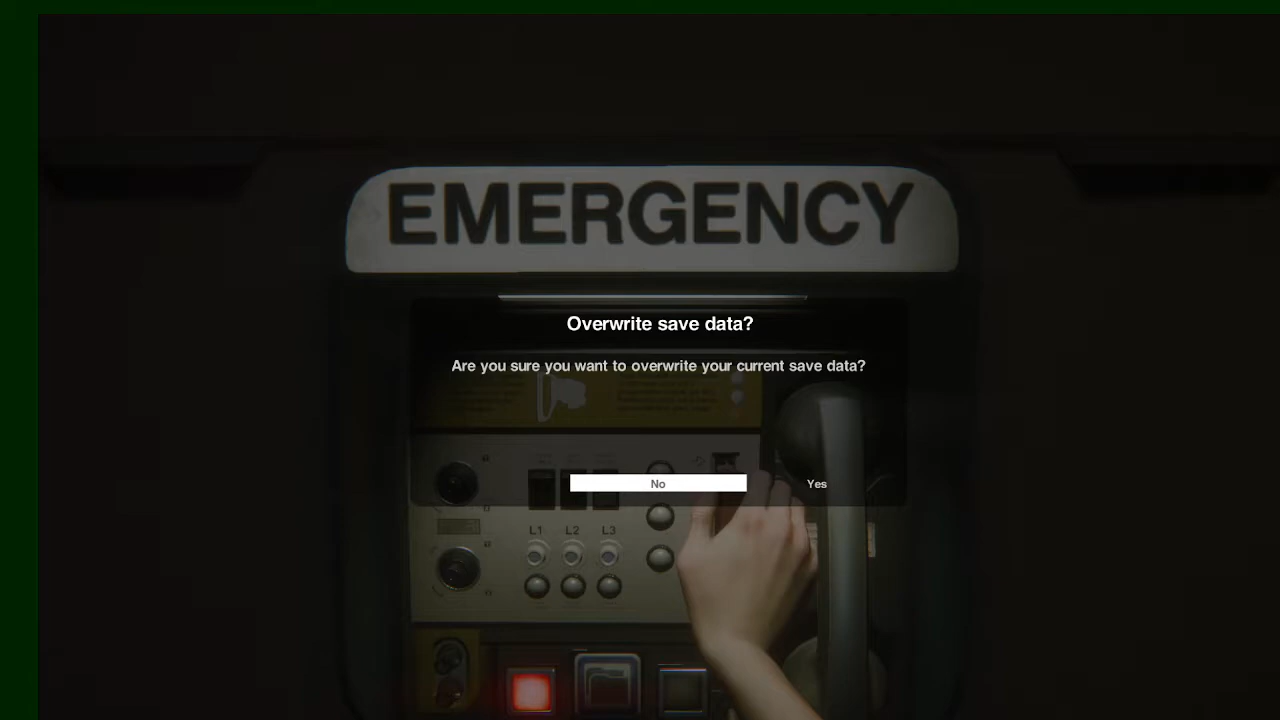 EMERGENCY
Overwrite save data?
Are you sure you want to overwrite your current save data?
No Yes
L1 L2 L3